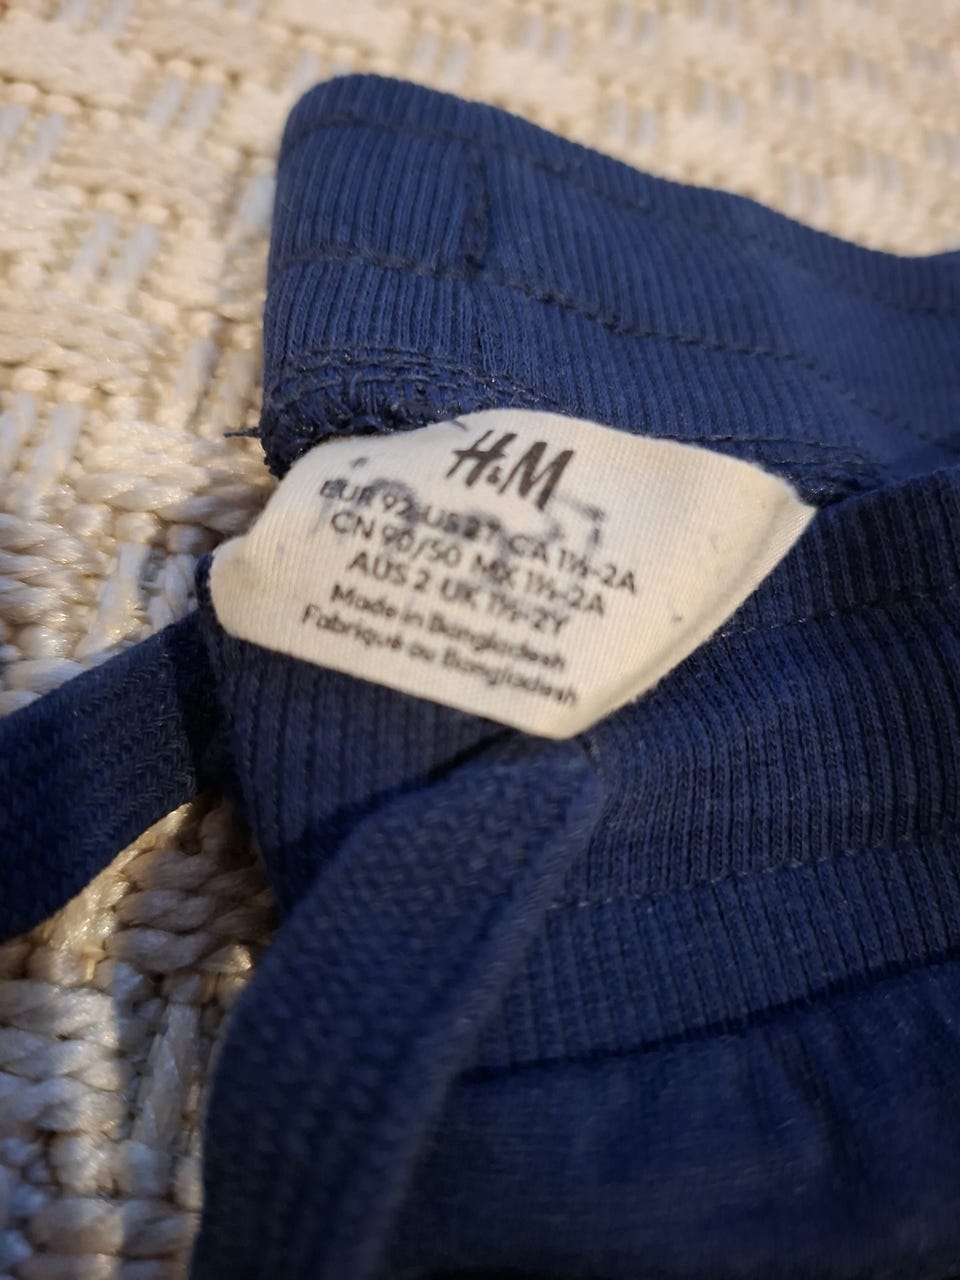 H&M
EUR 92 US 2T CA 1½-2A
CN 90/50 MX 1½-2A
AUS 2 UK 1½-2Y
Made in Bangladesh
Fabriqué au Bangladesh